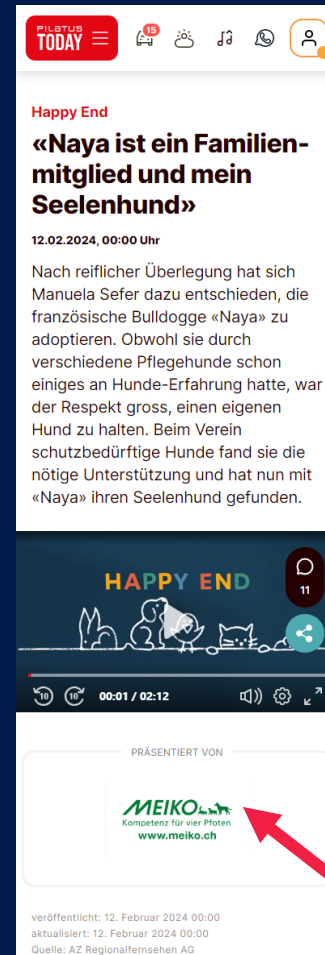 PILATUS
TODAY
15
Happy End
«Naya ist ein Familien-
mitglied und mein
Seelenhund»
12.02.2024, 00:00 Uhr
Nach reiflicher Überlegung hat sich
Manuela Sefer dazu entschieden, die
französische Bulldogge «Naya» zu
adoptieren. Obwohl sie durch
verschiedene Pflegehunde schon
einiges an Hunde-Erfahrung hatte, war
der Respekt gross, einen eigenen
Hund zu halten. Beim Verein
schutzbedürftige Hunde fand sie die
nötige Unterstützung und hat nun mit
«Naya» ihren Seelenhund gefunden.
HAPPY END
11
10 10 00:01 / 02:12
PRÄSENTIERT VON
MEIKO
Kompetenz für vier Pfoten
www.meiko.ch
veröffentlicht: 12. Februar 2024 00:00
aktualisiert: 12. Februar 2024 00:00
Quelle: AZ Regionalfernsehen AG